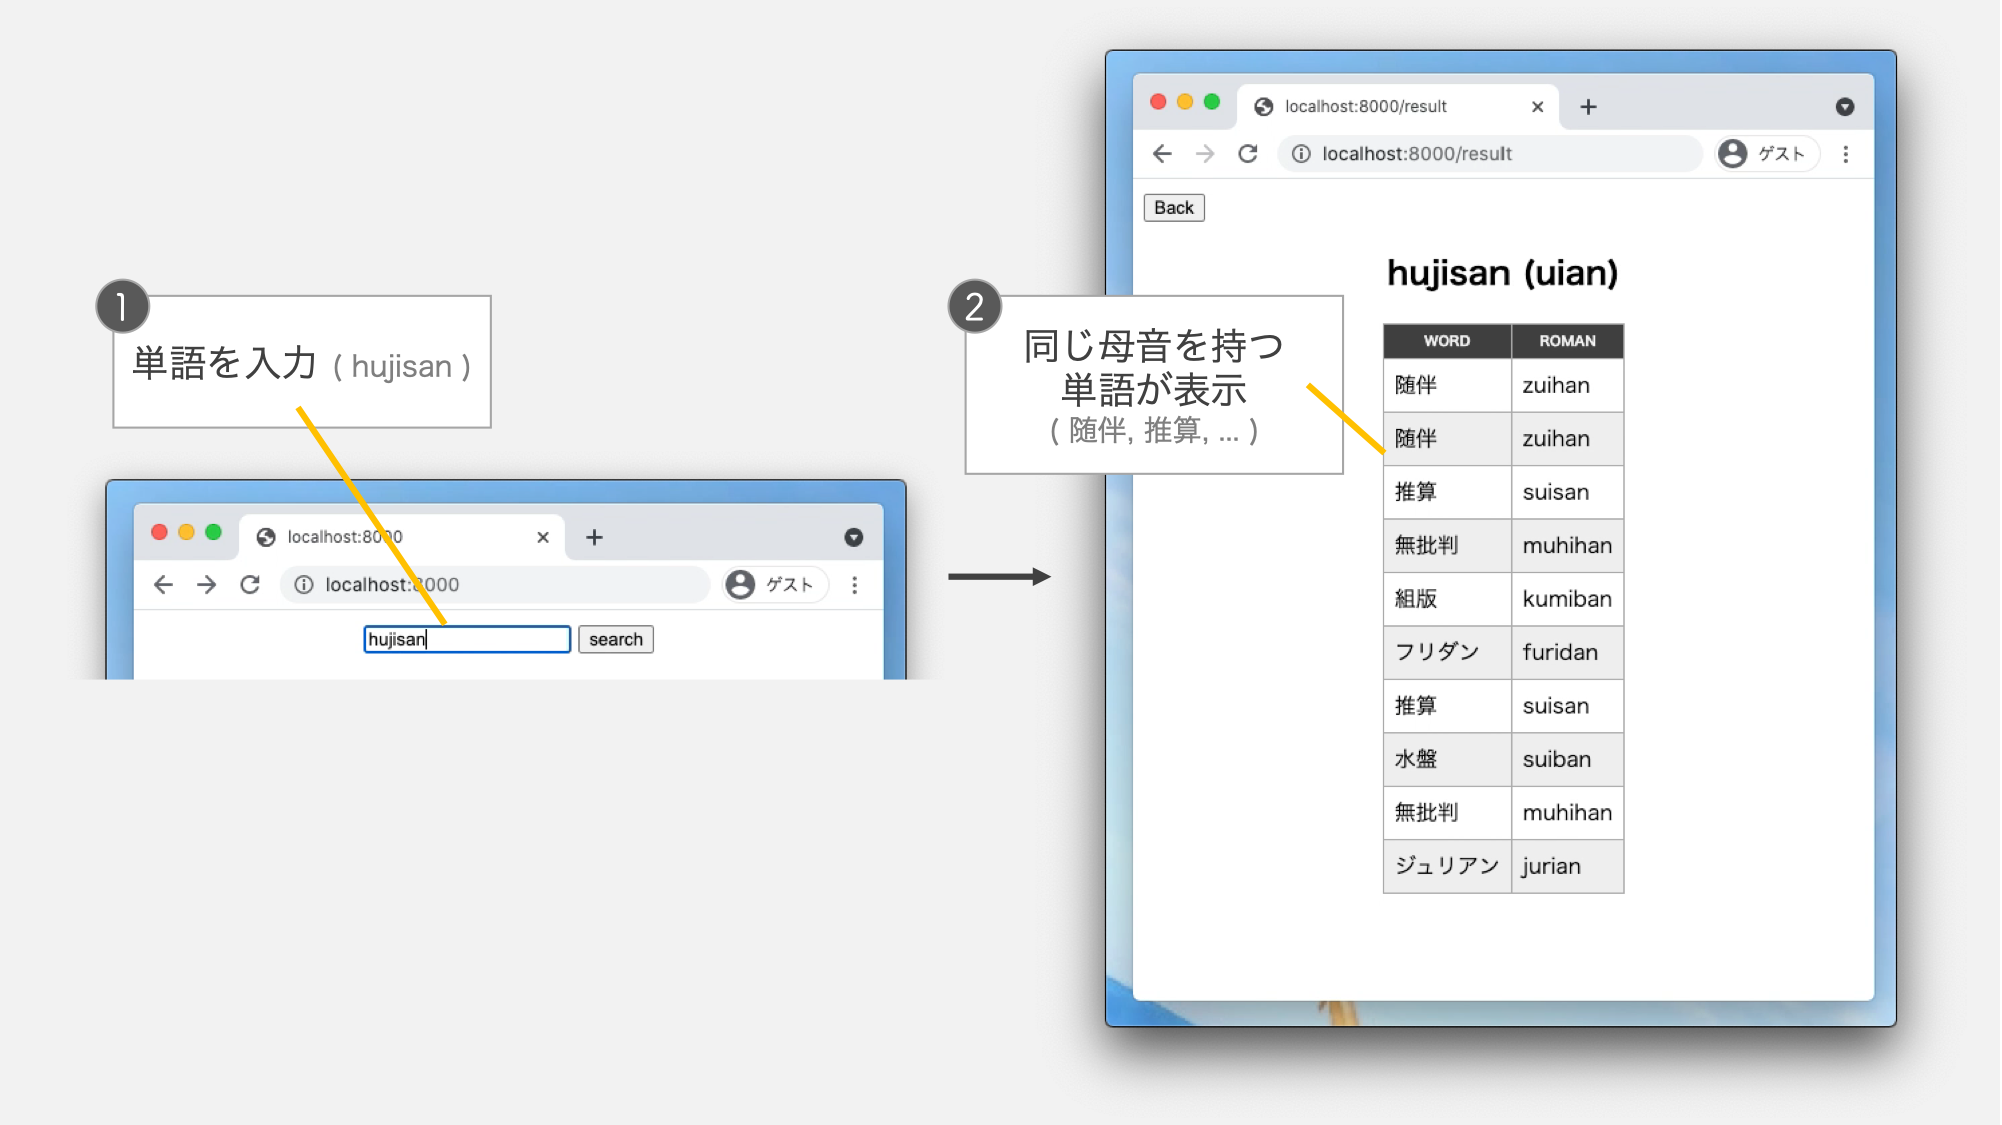 1
単語を入力 ( hujisan )
localhost:8000
localhost:8000
ゲスト
hujisan
search
2
同じ母音を持つ
単語が表示
( 随伴, 推算, ... )
localhost:8000/result
localhost:8000/result
ゲスト
Back
hujisan (uian)
WORD ROMAN
随伴 zuihan
随伴 zuihan
推算 suisan
無批判 muhihan
組版 kumiban
フリダン furidan
推算 suisan
水盤 suiban
無批判 muhihan
ジュリアン jurian